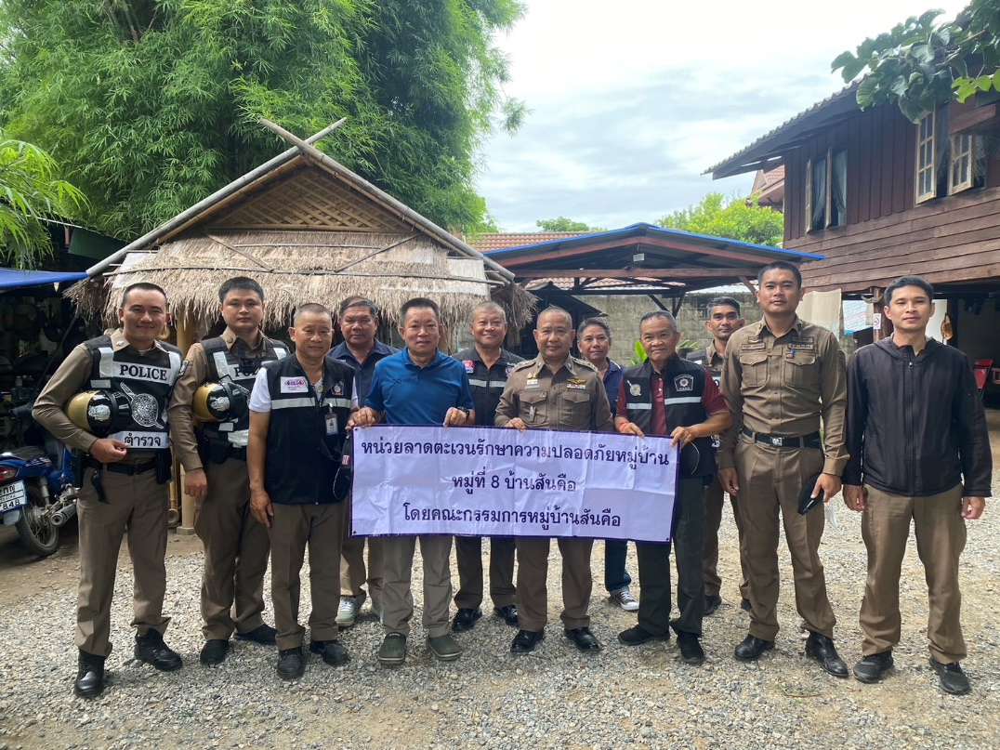 หน่วยลาดตะเวนรักษาความปลอดภัยหมู่บ้าน
หมู่ที่ 8 บ้านสันคือ
โดยคณะกรรมการหมู่บ้านสันคือ
POLICE
ตำรวจ
POLICE